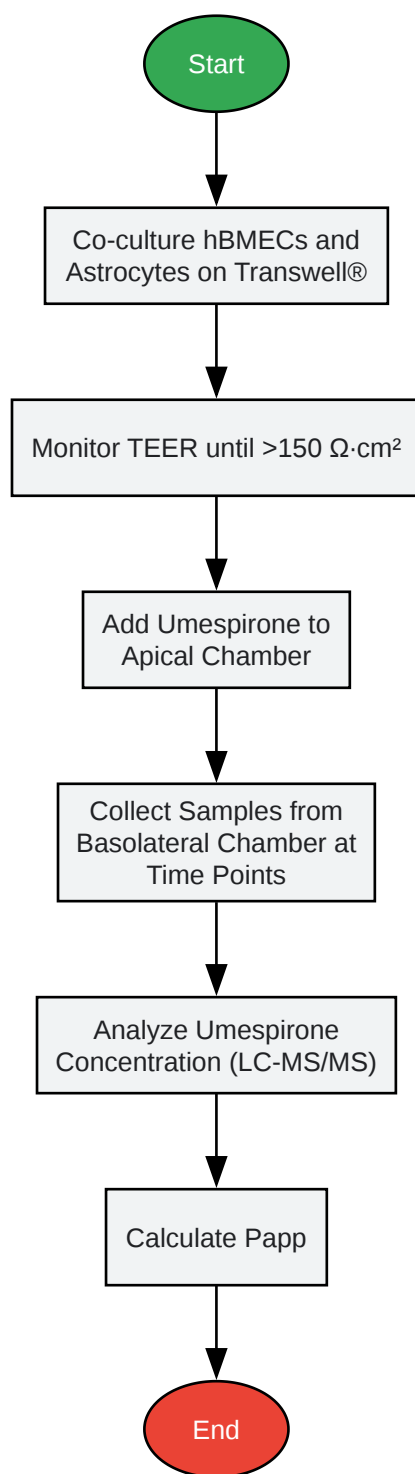 Start
Co-culture hBMECs and
Astrocytes on Transwell®
Monitor TEER until >150 Ω·cm²
Add Umespirone to
Apical Chamber
Collect Samples from
Basolateral Chamber at
Time Points
Analyze Umespirone
Concentration (LC-MS/MS)
Calculate Papp
End